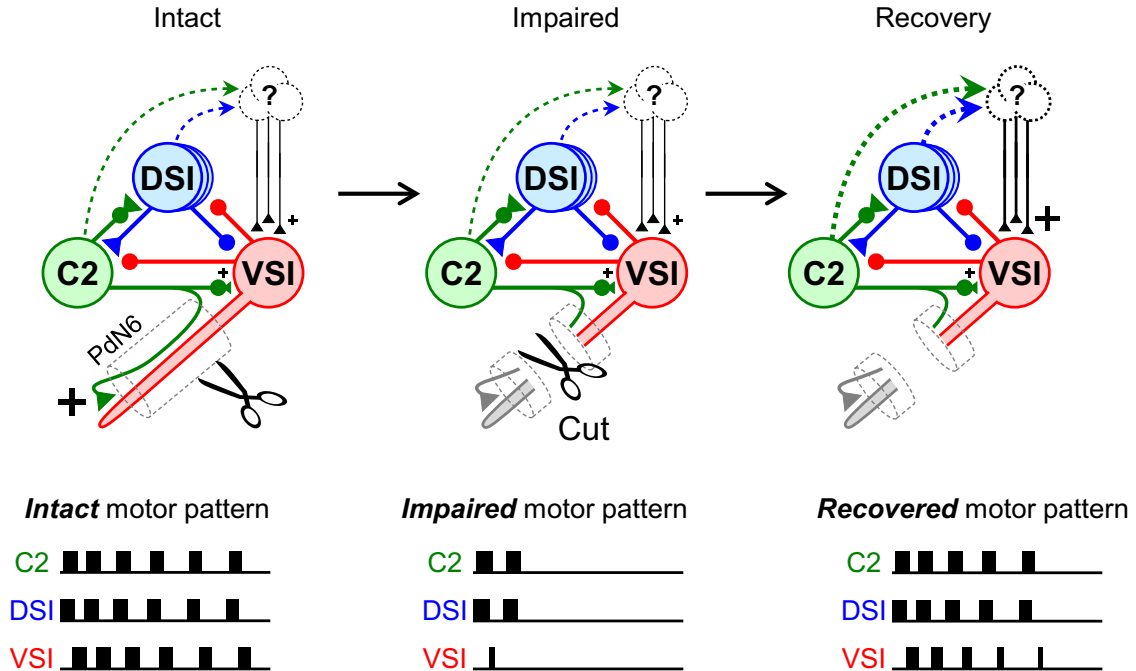 Intact Impaired Recovery
? ? ?
DSI DSI DSI
+ + +
C2 + VSI C2 + VSI C2 + VSI
PdN6
+
Cut
Intact motor pattern Impaired motor pattern Recovered motor pattern
C2 C2 C2
DSI DSI DSI
VSI VSI VSI